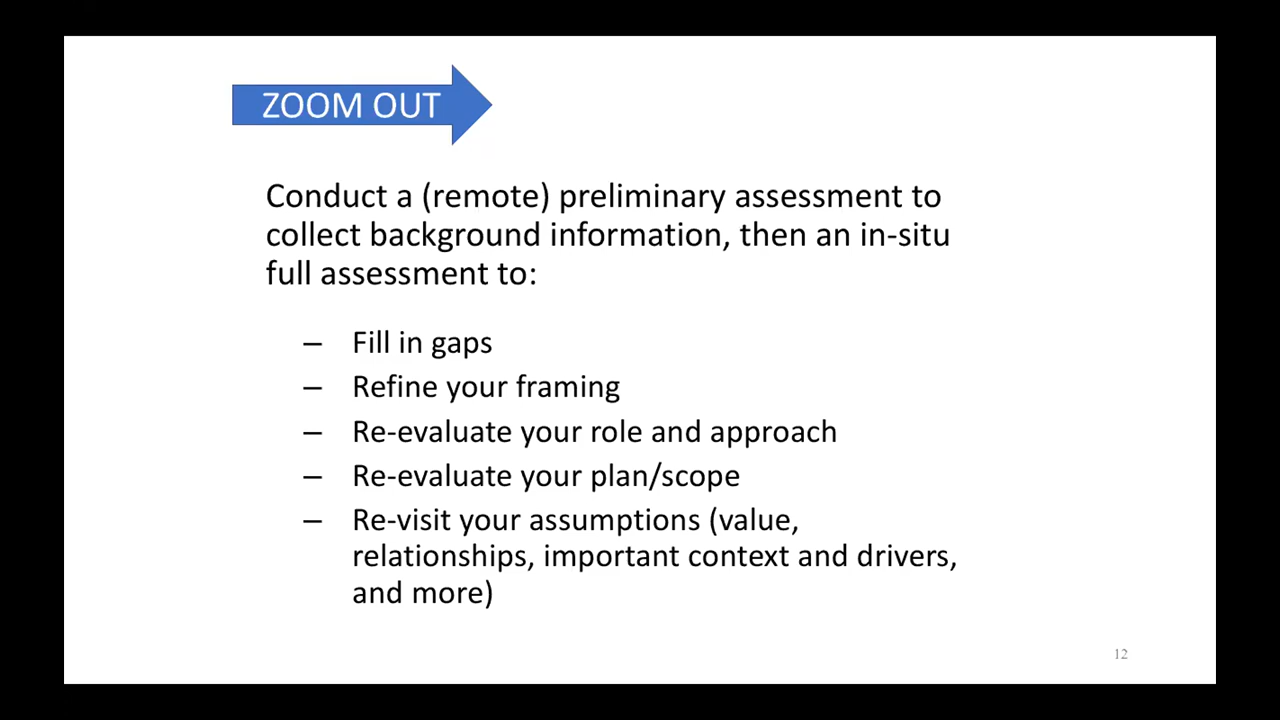 ZOOM OUT
Conduct a (remote) preliminary assessment to
collect background information, then an in-situ
full assessment to:
– Fill in gaps
– Refine your framing
– Re-evaluate your role and approach
– Re-evaluate your plan/scope
– Re-visit your assumptions (value,
relationships, important context and drivers,
and more)
12